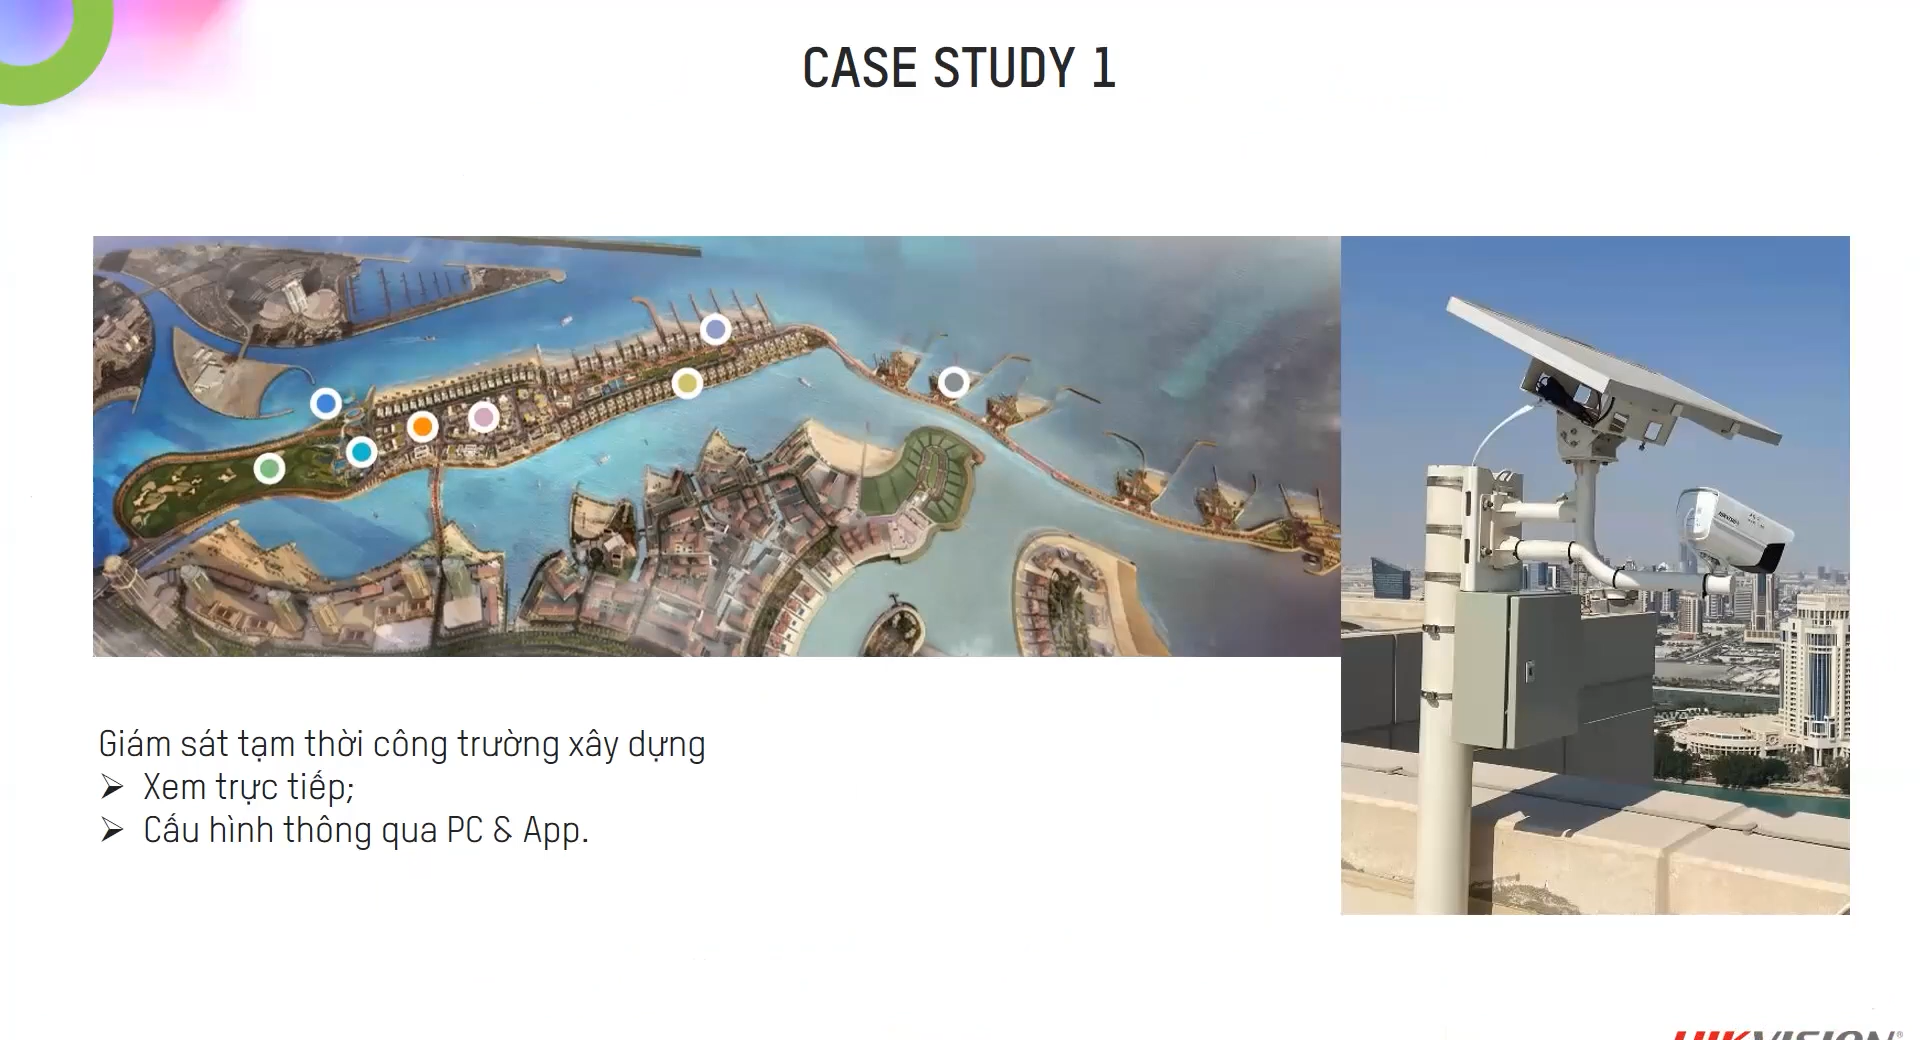 CASE STUDY 1
Giám sát tạm thời công trường xây dựng
➢ Xem trực tiếp;
➢ Cấu hình thông qua PC & App.
HIKVISION®